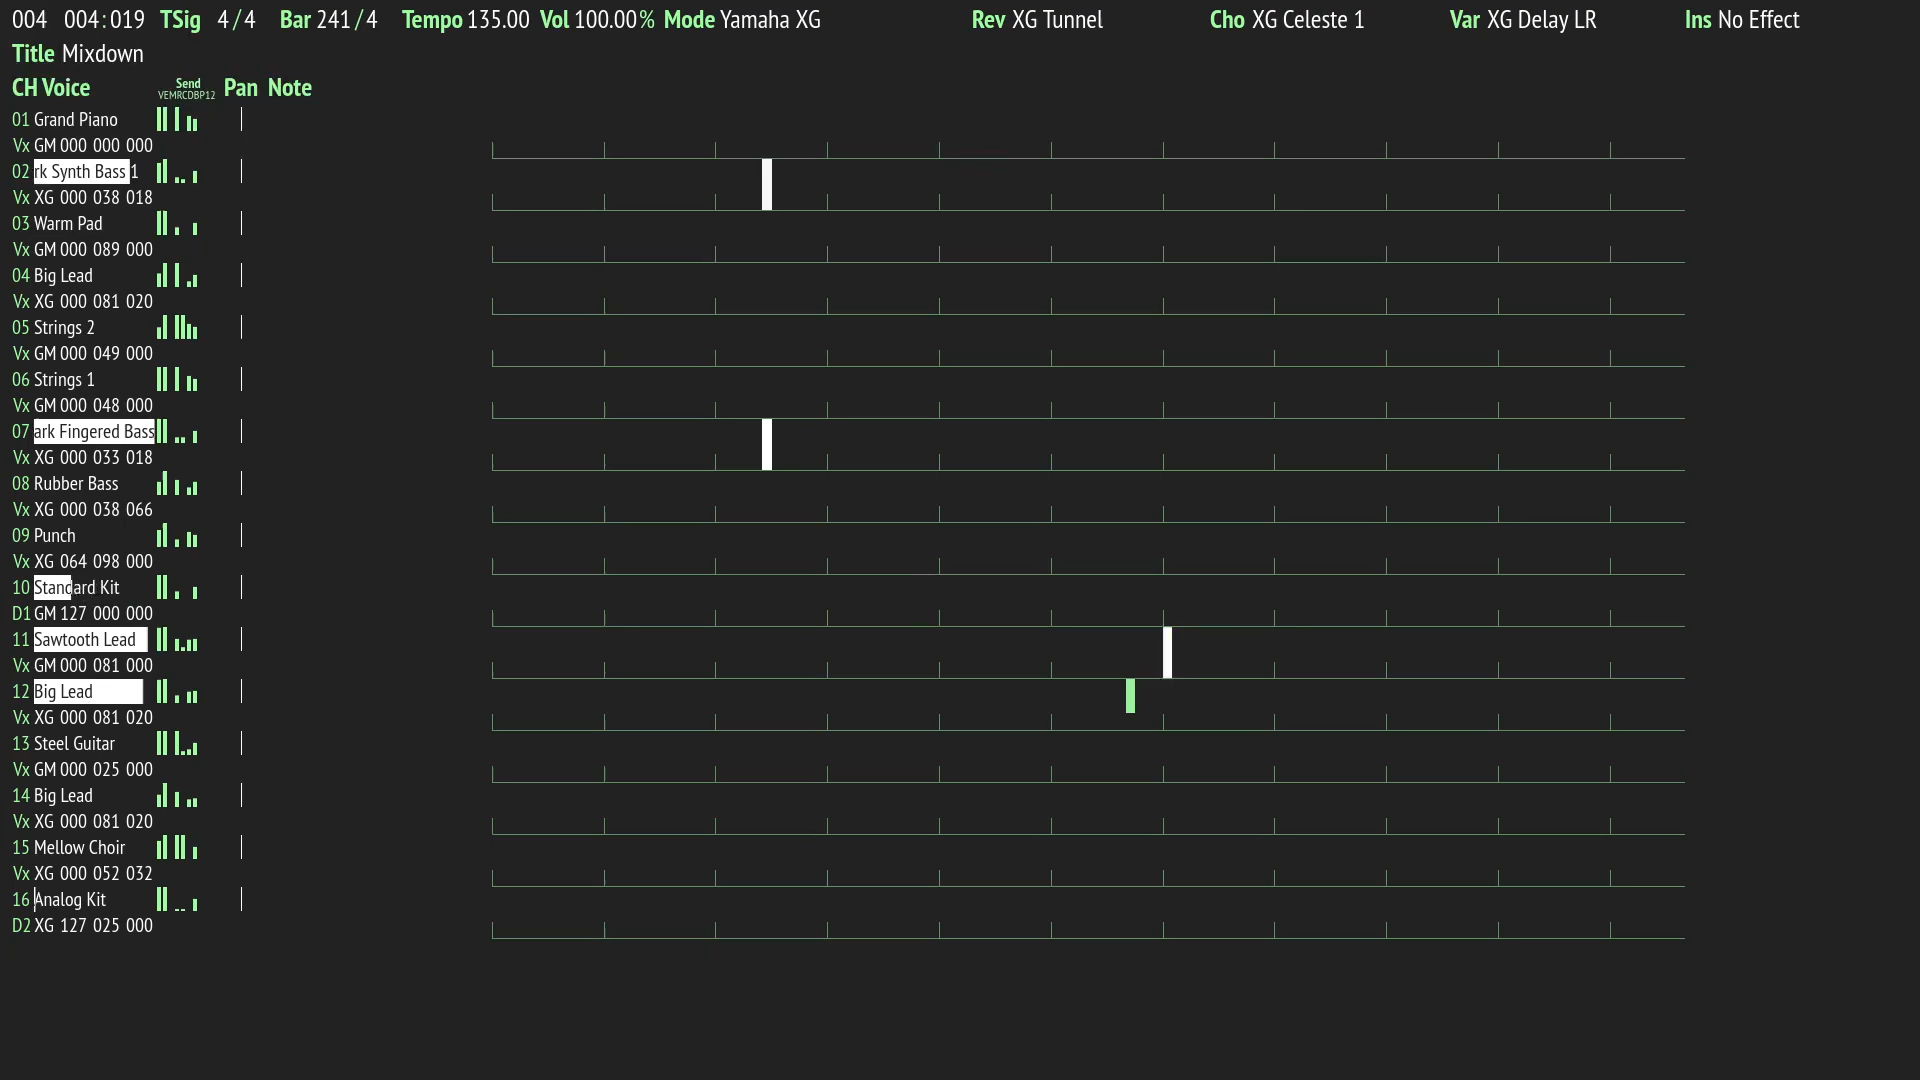 004 004:019 TSig 4/4 Bar 241/4 Tempo 135.00 Vol 100.00% Mode Yamaha XG Rev XG Tunnel Cho XG Celeste 1 Var XG Delay LR Ins No Effect
Title Mixdown
CH Voice Send VEMRCDBP12 Pan Note
01 Grand Piano
Vx GM 000 000 000
02 rk Synth Bass 1
Vx XG 000 038 018
03 Warm Pad
Vx GM 000 089 000
04 Big Lead
Vx XG 000 081 020
05 Strings 2
Vx GM 000 049 000
06 Strings 1
Vx GM 000 048 000
07 ark Fingered Bass
Vx XG 000 033 018
08 Rubber Bass
Vx XG 000 038 066
09 Punch
Vx XG 064 098 000
10 Standard Kit
D1 GM 127 000 000
11 Sawtooth Lead
Vx GM 000 081 000
12 Big Lead
Vx XG 000 081 020
13 Steel Guitar
Vx GM 000 025 000
14 Big Lead
Vx XG 000 081 020
15 Mellow Choir
Vx XG 000 052 032
16 Analog Kit
D2 XG 127 025 000